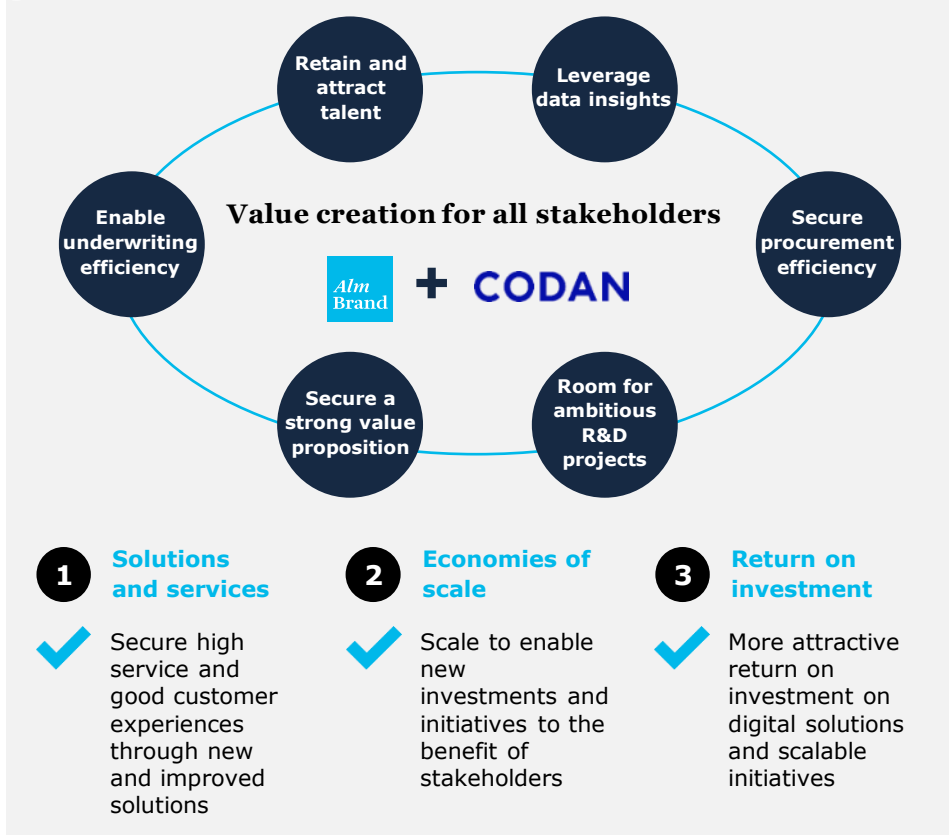 Retain and
attract
talent
Leverage
data insights
Enable
underwriting
efficiency
Value creation for all stakeholders
Secure
procurement
efficiency
Alm
Brand
+
CODAN
Secure a
strong value
proposition
Room for
ambitious
R&D
projects
1
Solutions
and services
Secure high
service and
good customer
experiences
through new
and improved
solutions
2
Economies of
scale
Scale to enable
new
investments and
initiatives to the
benefit of
stakeholders
3
Return on
investment
More attractive
return on
investment on
digital solutions
and scalable
initiatives